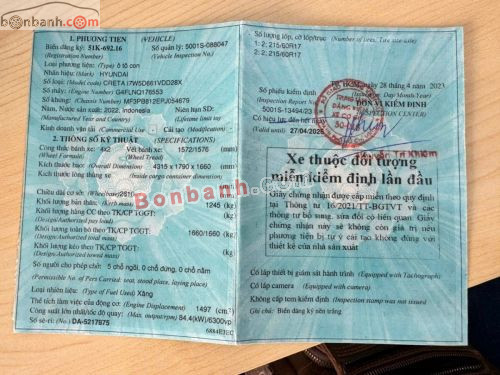 bonbanh.com
1. PHƯƠNG TIỆN (VEHICLE)
Biển đăng ký: 51K-692.16 Số quản lý: 5001S-088047
(Registration Number) (Vehicle Inspection No.)
Loại phương tiện: (Type) ô tô con
Nhãn hiệu: (Mark) HYUNDAI
Số loại: (Model code) CRETA I7W5D661VDD28X
Số động cơ: (Engine Number) G4FLNQ176553
Số khung: (Chassis Number) MF3PB812EPJ054679
Năm, Nước sản xuất: 2022, Indonesia Niên hạn SD:
(Manufactured Year and Country) (Lifetime limit to)
Kinh doanh vận tải (Commercial Use) Cải tạo (Modification)
2. THÔNG SỐ KỸ THUẬT (SPECIFICATIONS)
Công thức bánh xe: 4x2 Vết bánh xe: 1572/1576 (mm)
(Wheel Formula) (Wheel Tread)
Kích thước bao: (Overall Dimension) 4315 x 1790 x 1660 (mm)
Kích thước lòng thùng xe (mm)
(Inside cargo container dimension)
Chiều dài cơ sở: (Wheelbase) 2610 (mm)
Khối lượng bản thân: (Kerb mass) 1245 (kg)
Khối lượng hàng CC theo TK/CP TGGT: (kg)
(Design/Authorized pay load)
Khối lượng toàn bộ theo TK/CP TGGT: 1660/1660 (kg)
(Design/Authorized total mass)
Khối lượng kéo theo TK/CP TGGT: (kg)
(Design/Authorized towed mass)
Số người cho phép chở: 5 chỗ ngồi, 0 chỗ đứng, 0 chỗ nằm
(Permissible No. of Pers Carried: seat, stood place, laying place)
Loại nhiên liệu: (Type of Fuel Used) Xăng
Thể tích làm việc của động cơ: (Engine Displacement) 1497 (cm³)
Công suất lớn nhất/tốc độ quay: (Max. output/rpm) 84.4(kW)/6300vph
Số sê-ri: (No.) DA-5217875
Số lượng lốp, cỡ lốp/trục (Number of tires, Tire size/axle)
1: 2; 215/60R17
2: 2; 215/60R17
ngày 28 tháng 4 năm 2023
(Inspection Report No)
5001S-13494/23
Có hiệu lực đến hết ngày
Valid until 27/04/2026
ĐƠN VỊ KIỂM ĐỊNH
(INSPECTION CENTER)
Xe thuộc đối tượng
miễn kiểm định lần đầu
Giấy chứng nhận được cấp miễn theo quy định
tại Thông tư 16/2021/TT-BGTVT và các thông
tư bổ sung, sửa đổi có liên quan. Giấy
chứng nhận này sẽ không còn giá trị nếu
phương tiện bị tự ý cải tạo không đúng với
thiết kế của nhà sản xuất
Có lắp thiết bị giám sát hành trình (Equipped with Tachograph)
Có lắp camera (Equipped with camera)
Không cấp tem kiểm định (Inspection stamp was not issued)
Ghi chú: Biển đăng ký nền trắng
Bonbanh.com
bonbanh.com